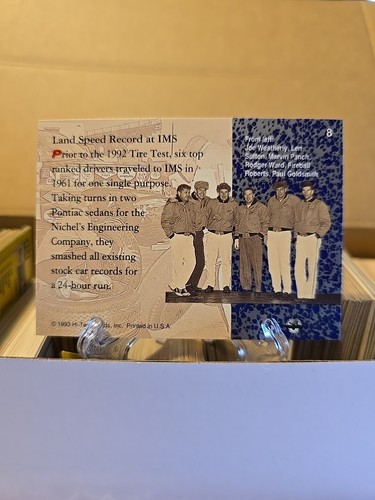 Land Speed Record at IMS
Prior to the 1992 Tire Test, six top
ranked drivers traveled to IMS in
1961 for one single purpose.
Taking turns in two
Pontiac sedans for the
Nichel's Engineering
Company, they
smashed all existing
stock car records for
a 24-hour run.
© 1993 Hi-Tech Cards, Inc. Printed in U.S.A.
8
From left:
Joe Weatherly, Len
Sutton, Marvin Panch,
Rodger Ward, Fireball
Roberts, Paul Goldsmith